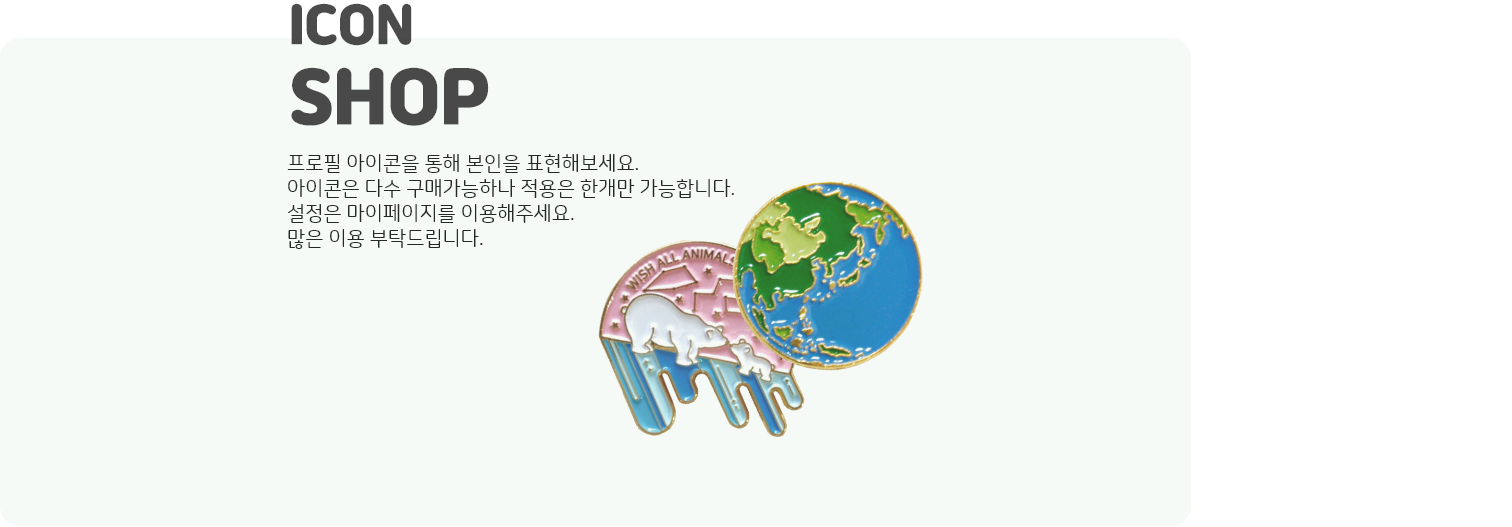 ICON
SHOP
프로필 아이콘을 통해 본인을 표현해보세요.
아이콘은 다수 구매가능하나 적용은 한개만 가능합니다.
설정은 마이페이지를 이용해주세요.
많은 이용 부탁드립니다.
WISH ALL ANIMALS